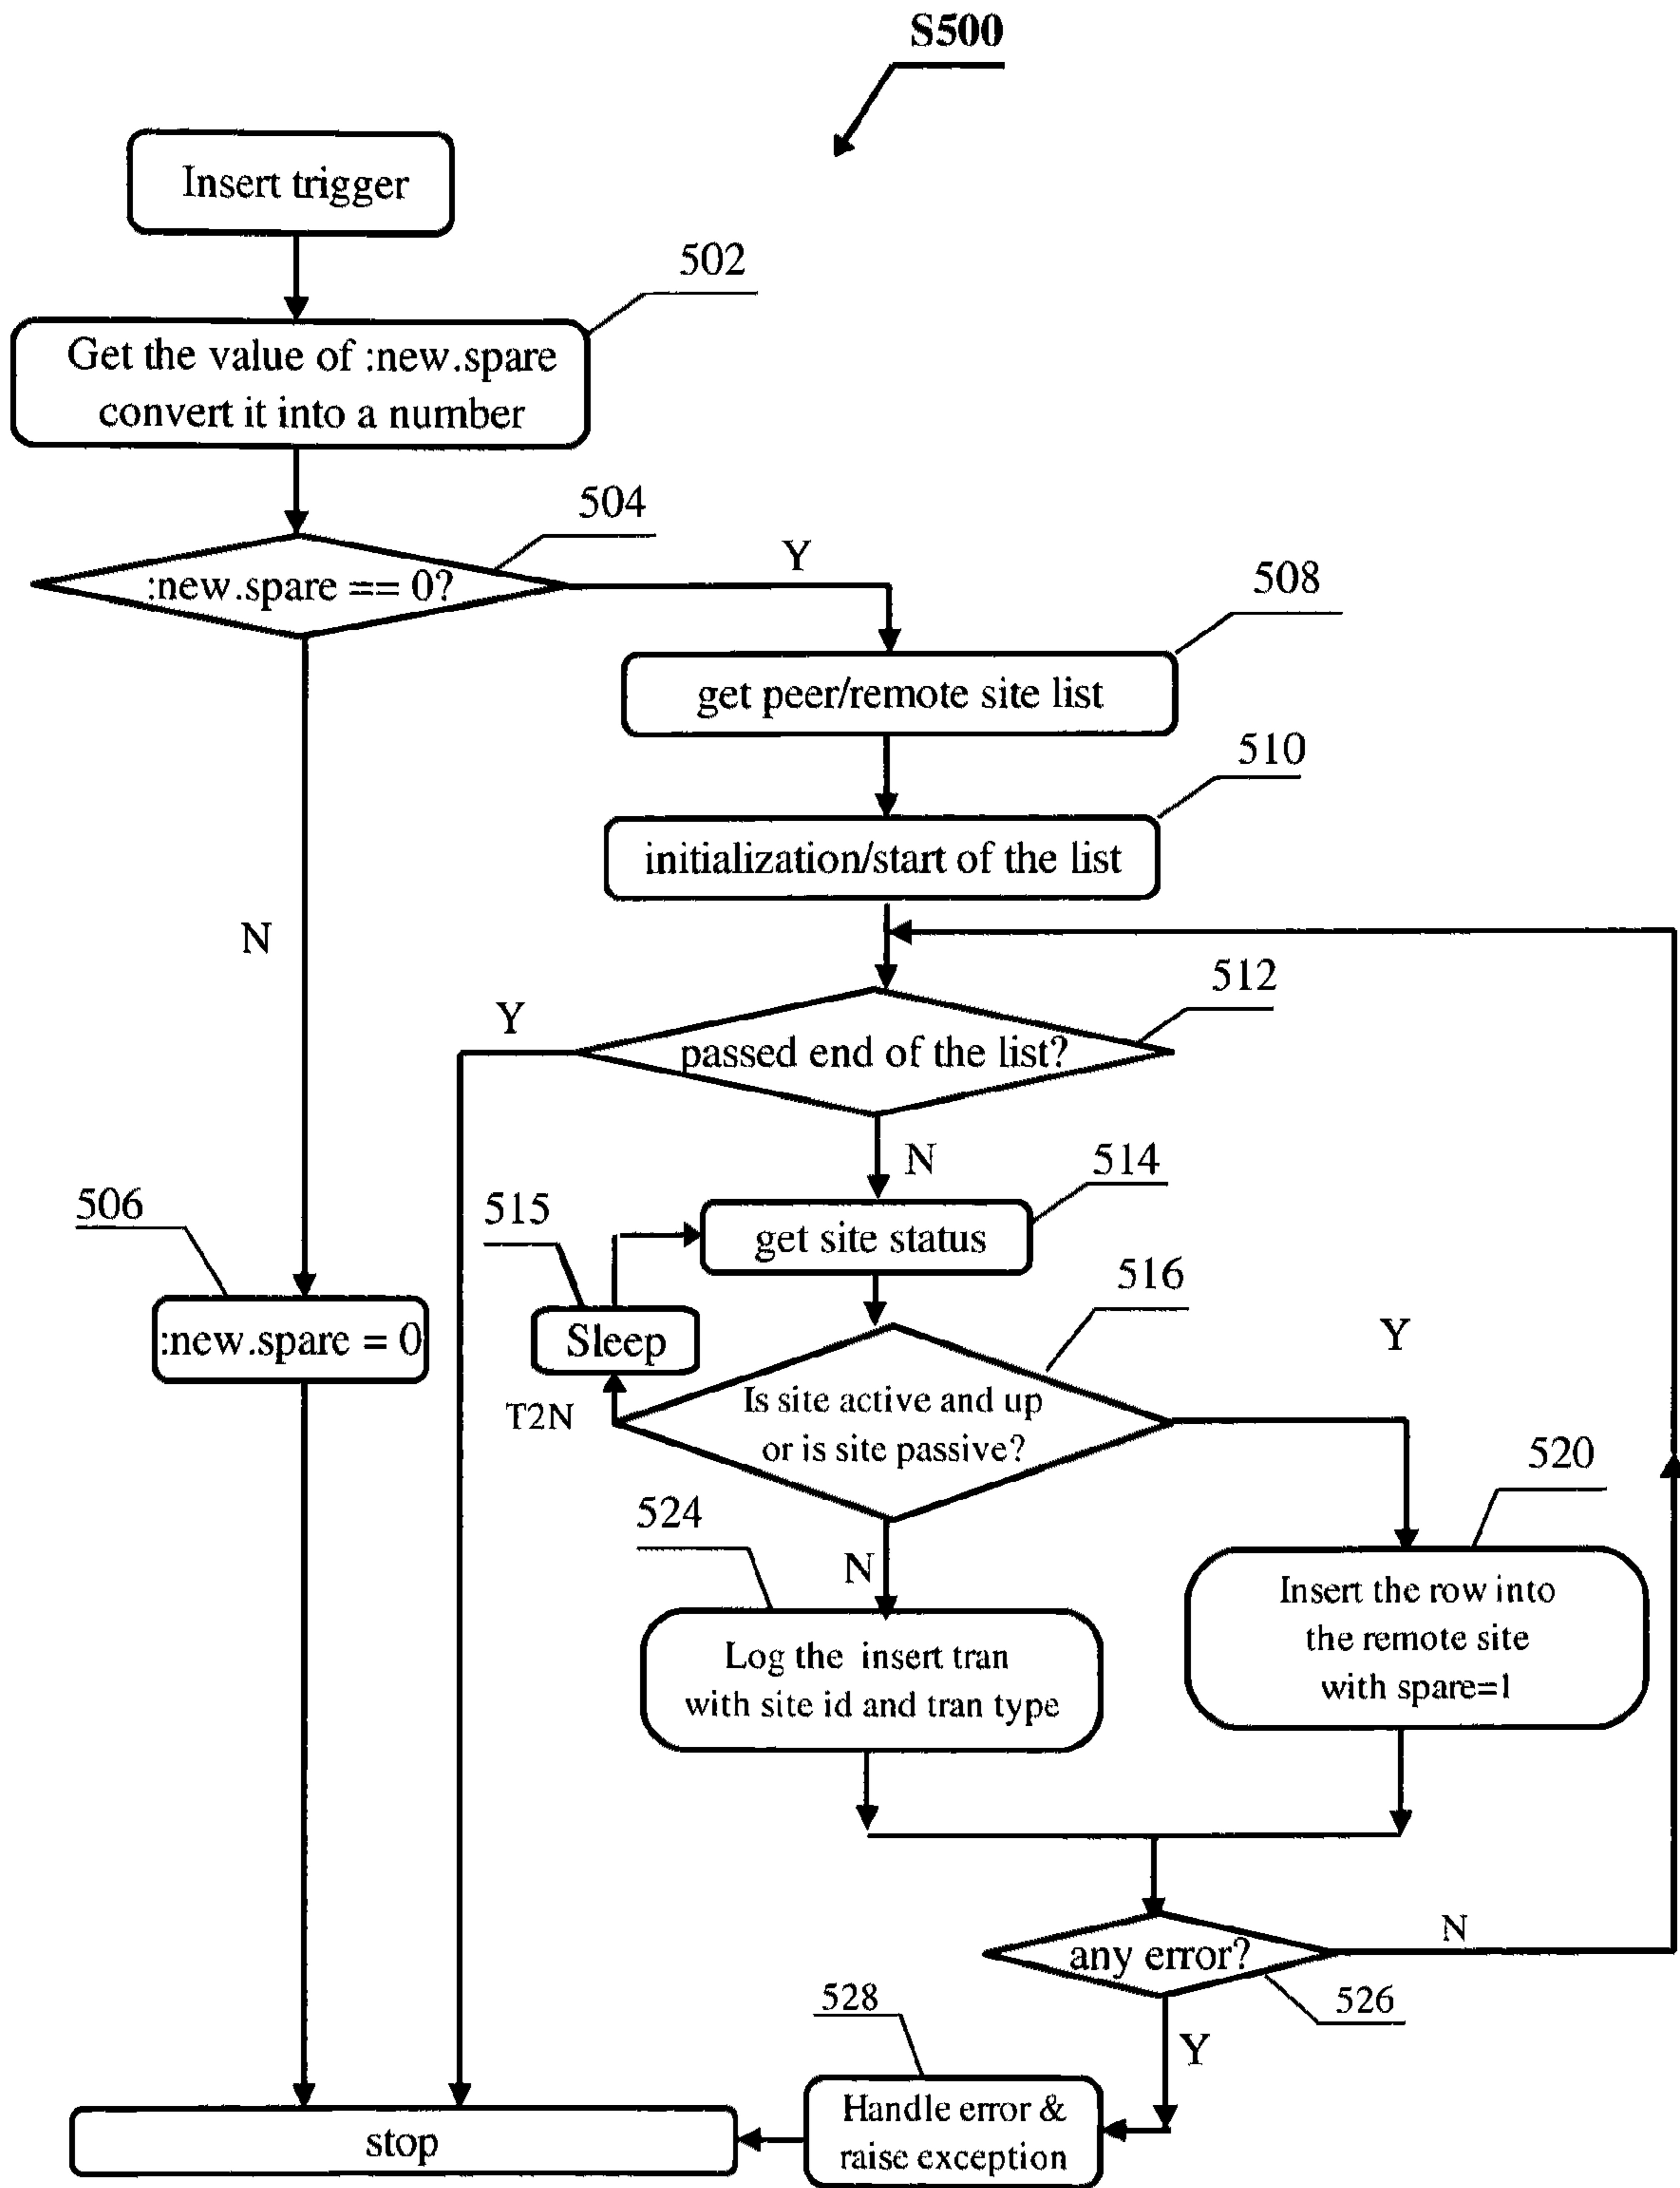 S500
Insert trigger
502
Get the value of :new.spare
convert it into a number
504
:new.spare == 0?
Y
508
get peer/remote site list
510
initialization/start of the list
N
512
Y
passed end of the list?
N
514
506
515
get site status
516
:new.spare = 0
Sleep
Y
T2N
Is site active and up
or is site passive?
520
524
N
Insert the row into
the remote site
with spare=1
Log the insert tran
with site id and tran type
any error?
N
526
528
Y
Handle error &
raise exception
stop